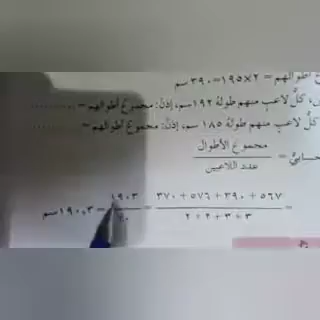 أطوالهم = ٢×١٩٥ = ٣٩٠ سم
، كلُّ لاعبٍ منهم طولهُ ١٩٢ سم، إذنْ: مجموعُ أطوالهم = ..........
كلُّ لاعبٍ منهم طولهُ ١٨٥ سم، إذنْ: مجموعُ أطوالهم = ..........
مجموع الأطوال
عدد اللاعبين
= ٥٦٧ + ٣٩٠ + ٥٧٦ + ٣٧٠ = ١٩٠٣ = ١٩٠,٣ سم
٣ + ٣ + ٢ + ٢